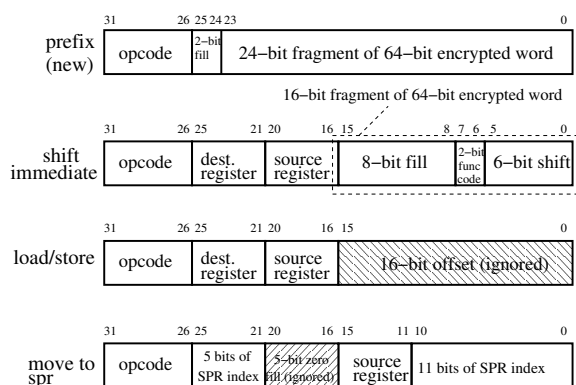 31 26 25 24 23 0
prefix (new) opcode 2−bit fill 24−bit fragment of 64−bit encrypted word
16−bit fragment of 64−bit encrypted word
31 26 25 21 20 16 15 8 7 6 5 0
shift immediate opcode dest. register source register 8−bit fill 2−bit func code 6−bit shift
31 26 25 21 20 16 15 0
load/store opcode dest. register source register 16−bit offset (ignored)
31 26 25 21 20 16 15 11 10 0
move to spr opcode 5 bits of SPR index 5−bit zero fill (ignored) source register 11 bits of SPR index